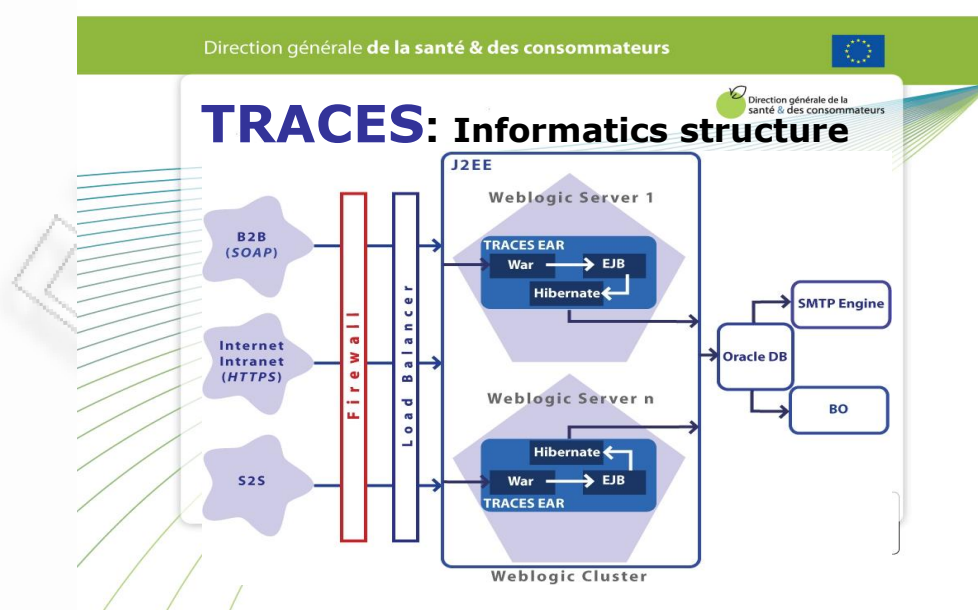 Direction générale de la santé & des consommateurs
Direction générale de la
santé & des consommateurs
TRACES: Informatics structure
J2EE
Weblogic Server 1
B2B
(SOAP)
TRACES EAR
War
EJB
Hibernate
Internet
Intranet
(HTTPS)
Firewall
Load Balancer
SMTP Engine
Oracle DB
BO
Weblogic Server n
Hibernate
War
EJB
TRACES EAR
S2S
Weblogic Cluster